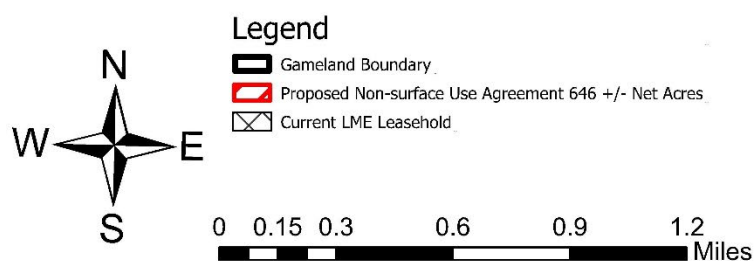 Legend
Gameland Boundary
Proposed Non-surface Use Agreement 646 +/- Net Acres
Current LME Leasehold
N
W E
S
0 0.15 0.3 0.6 0.9 1.2
Miles